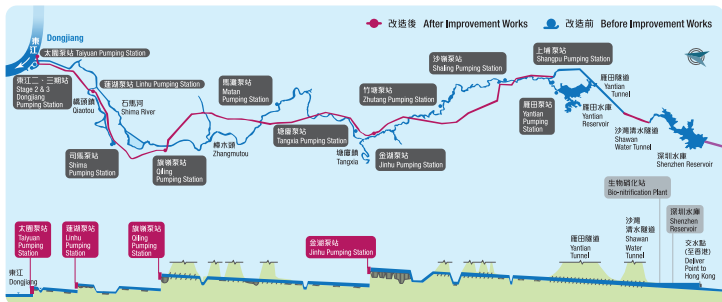 改造後 After Improvement Works
改造前 Before Improvement Works
東江
Dongjiang
太園泵站 Taiyuan Pumping Station
東江二、三期站
Stage 2 & 3
Dongjiang
Pumping Station
蓮湖泵站 Linhu Pumping Station
橋頭鎮
Qiaotou
石馬河
Shima River
司馬泵站
Shima
Pumping Station
旗嶺泵站
Qiling
Pumping Station
樟木頭
Zhangmutou
馬灘泵站
Matan
Pumping Station
塘廈泵站
Tangxia Pumping Station
塘廈鎮
Tangxia
竹塘泵站
Zhutang Pumping Station
金湖泵站
Jinhu Pumping Station
沙嶺泵站
Shaling Pumping Station
上埔泵站
Shangpu Pumping Station
雁田泵站
Yantian
Pumping
Station
雁田水庫
Yantian
Reservoir
雁田隧道
Yantian
Tunnel
沙灣清水隧道
Shawan
Water Tunnel
深圳水庫
Shenzhen Reservoir
生物硝化站
Bio-nitrification Plant
深圳水庫
Shenzhen
Reservoir
太園泵站
Taiyuan
Pumping
Station
蓮湖泵站
Linhu
Pumping
Station
旗嶺泵站
Qiling
Pumping
Station
金湖泵站
Jinhu Pumping Station
雁田隧道
Yantian
Tunnel
沙灣
清水隧道
Shawan
Water
Tunnel
交水點
(至香港)
Deliver
Point to
Hong Kong
東江
Dongjiang